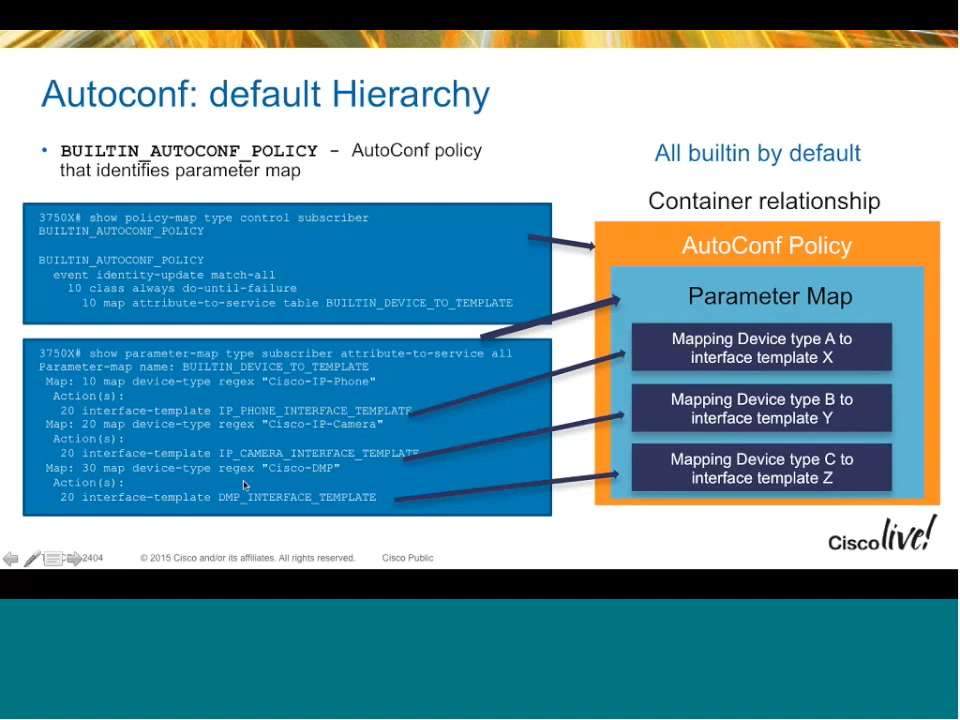 Autoconf: default Hierarchy
• BUILTIN_AUTOCONF_POLICY – AutoConf policy
that identifies parameter map
3750X# show policy-map type control subscriber
BUILTIN_AUTOCONF_POLICY
BUILTIN_AUTOCONF_POLICY
event identity-update match-all
10 class always do-until-failure
10 map attribute-to-service table BUILTIN_DEVICE_TO_TEMPLATE
3750X# show parameter-map type subscriber attribute-to-service all
Parameter-map name: BUILTIN_DEVICE_TO_TEMPLATE
Map: 10 map device-type regex "Cisco-IP-Phone"
Action(s):
20 interface-template IP_PHONE_INTERFACE_TEMPLATE
Map: 20 map device-type regex "Cisco-IP-Camera"
Action(s):
20 interface-template IP_CAMERA_INTERFACE_TEMPLATE
Map: 30 map device-type regex "Cisco-DMP"
Action(s):
20 interface-template DMP_INTERFACE_TEMPLATE
All builtin by default
Container relationship
AutoConf Policy
Parameter Map
Mapping Device type A to
interface template X
Mapping Device type B to
interface template Y
Mapping Device type C to
interface template Z
2404
© 2015 Cisco and/or its affiliates. All rights reserved.
Cisco Public
Cisco live!